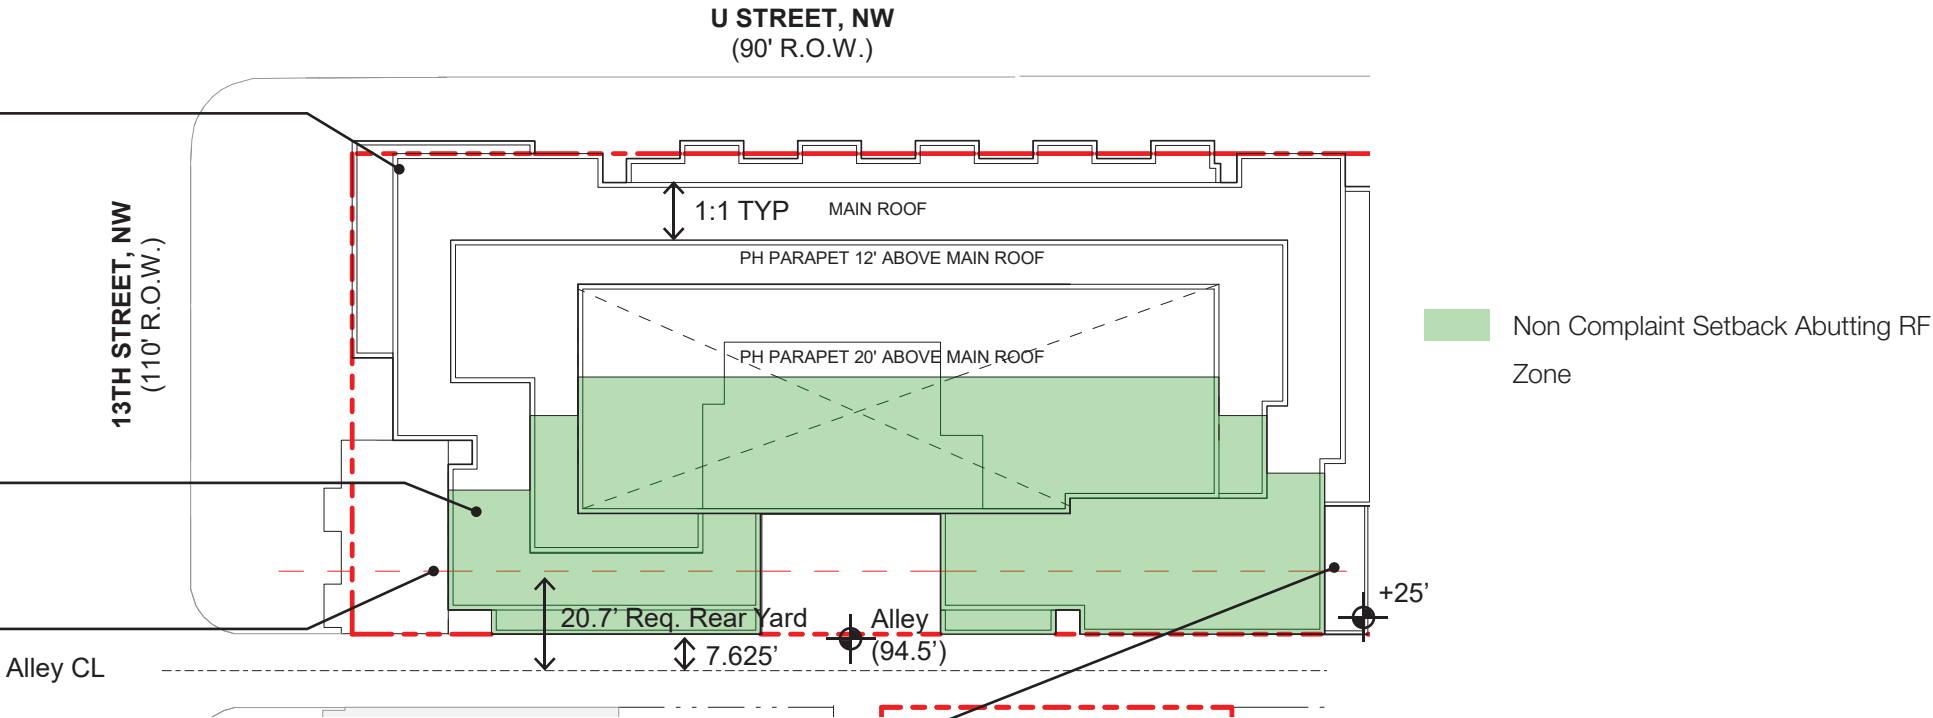 U STREET, NW
(90' R.O.W.)
13TH STREET, NW
(110' R.O.W.)
1:1 TYP
MAIN ROOF
PH PARAPET 12' ABOVE MAIN ROOF
PH PARAPET 20' ABOVE MAIN ROOF
Non Complaint Setback Abutting RF
Zone
+25’
20.7’ Req. Rear Yard
Alley
(94.5’)
7.625’
Alley CL